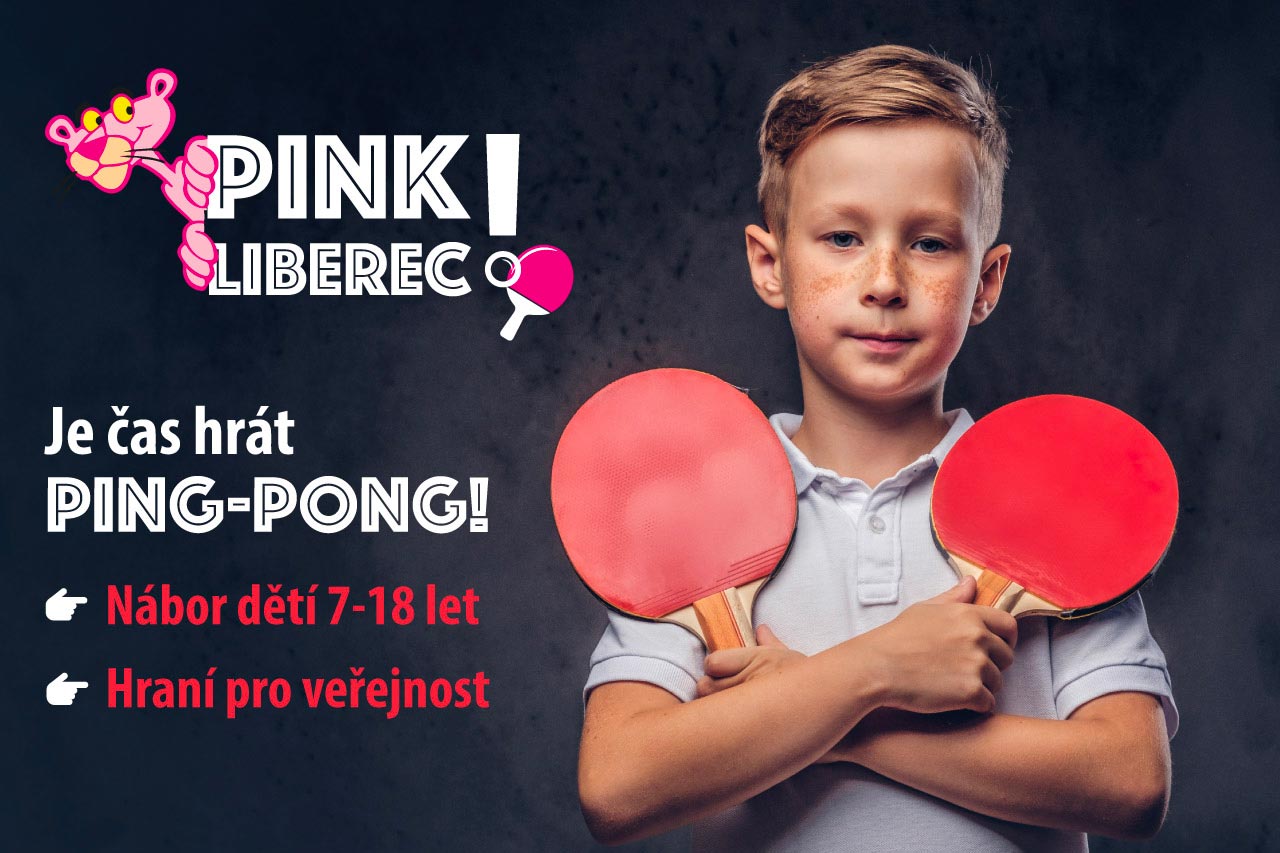 PINK!
LIBEREC
Je čas hrát
PING-PONG!
Nábor dětí 7-18 let
Hraní pro veřejnost